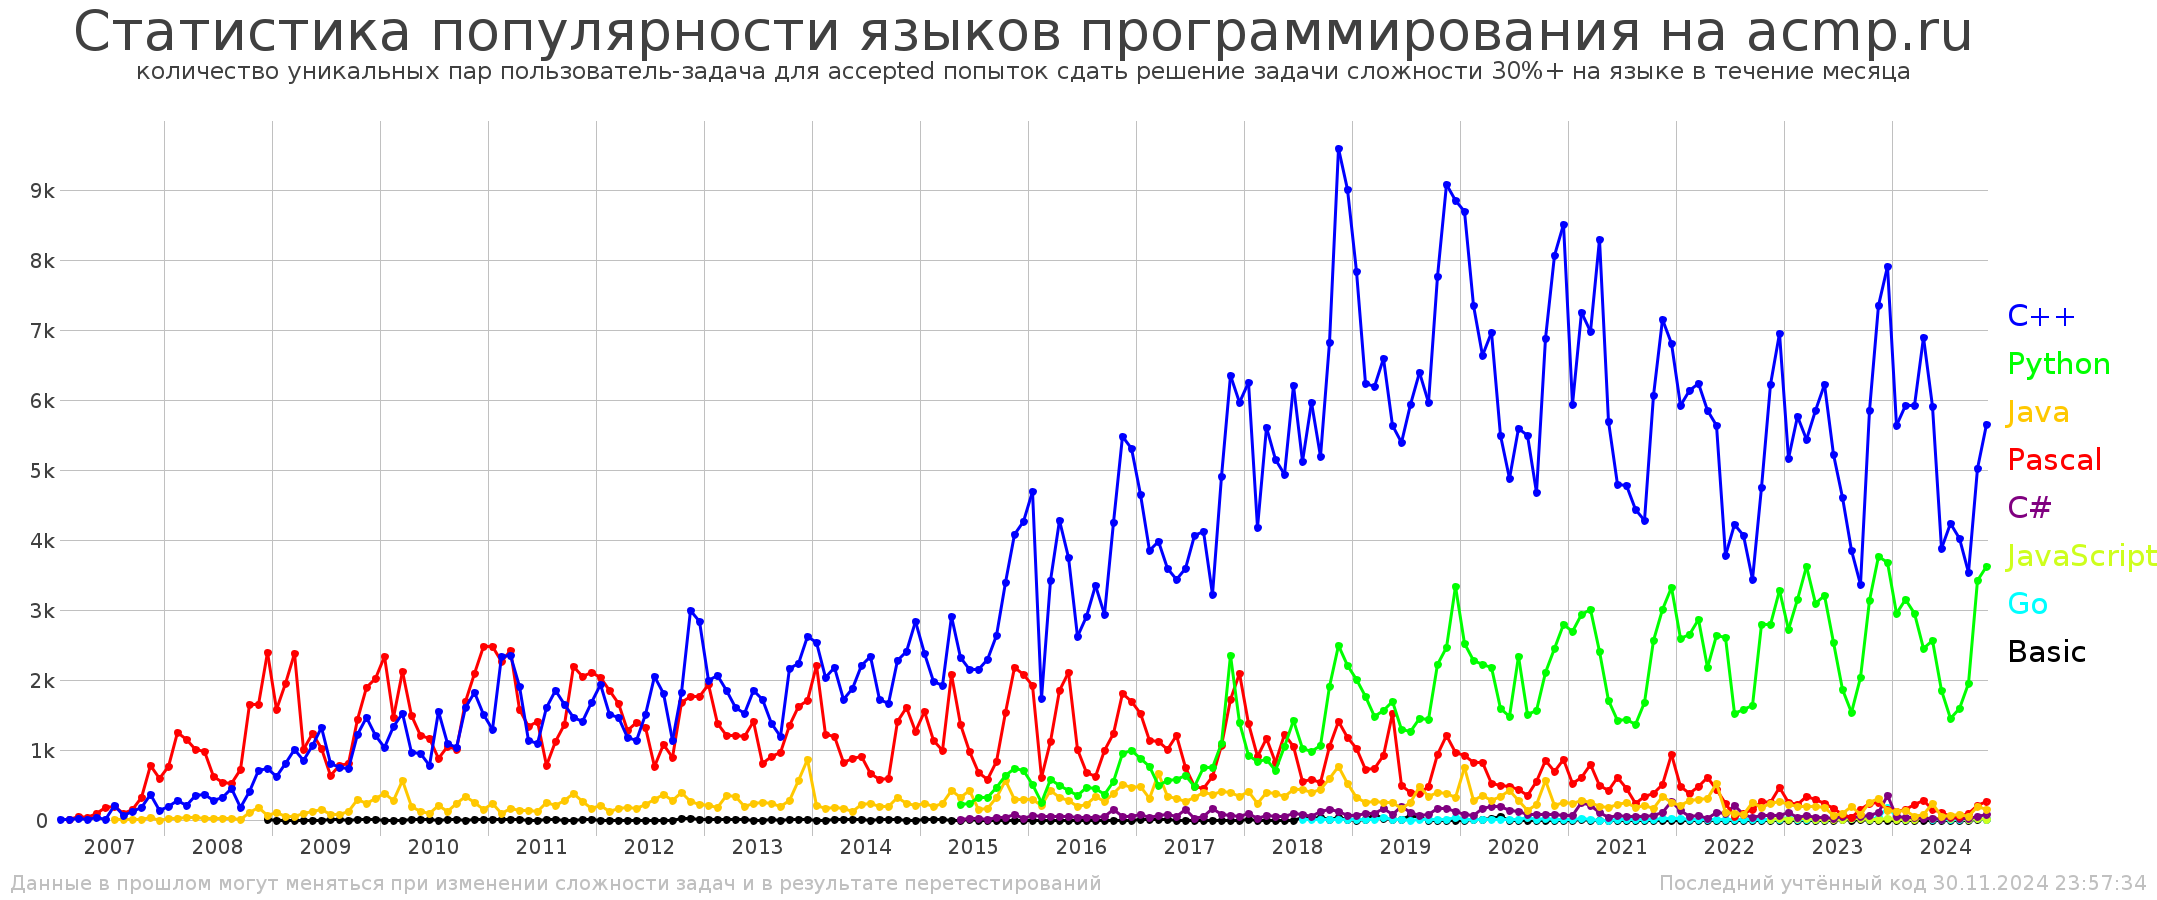 Статистика популярности языков программирования на acmp.ru
количество уникальных пар пользователь-задача для accepted попыток сдать решение задачи сложности 30%+ на языке в течение месяца
9k
8k
7k
6k
5k
4k
3k
2k
1k
0
C++
Python
Java
Pascal
C#
JavaScript
Go
Basic
2007 2008 2009 2010 2011 2012 2013 2014 2015 2016 2017 2018 2019 2020 2021 2022 2023 2024
Данные в прошлом могут меняться при изменении сложности задач и в результате перетестирований
Последний учтённый код 30.11.2024 23:57:34